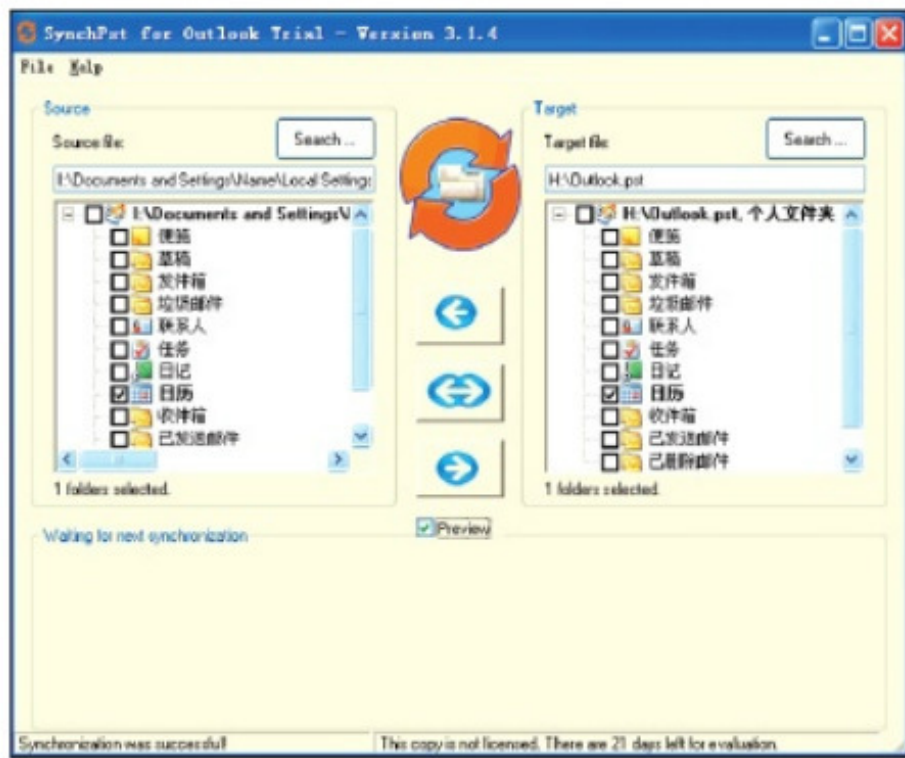 SynchPst for Outlook Trial - Version 3.1.4
File Help
Source
Source file:
Search ...
I:\Documents and Settings\Name\Local Settings
I:\Documents and Settings\
便笺
草稿
发件箱
垃圾邮件
联系人
任务
日记
日历
收件箱
已发送邮件
1 folders selected.
Target
Target file:
Search ...
H:\Outlook.pst
H:\Outlook.pst, 个人文件夹
便笺
草稿
发件箱
垃圾邮件
联系人
任务
日记
日历
收件箱
已发送邮件
已删除邮件
1 folders selected.
Preview
Waiting for next synchronization
Synchronization was successful!
This copy is not licensed. There are 21 days left for evaluation.